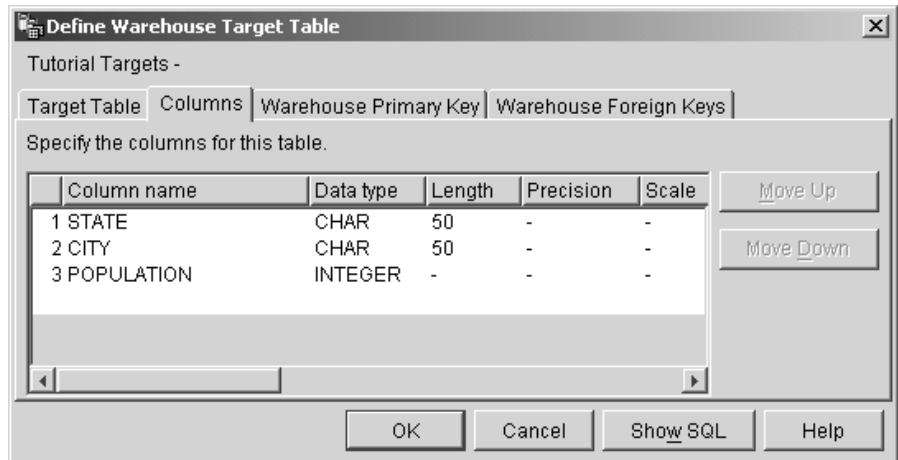 Define Warehouse Target Table
Tutorial Targets -
Target Table Columns Warehouse Primary Key Warehouse Foreign Keys
Specify the columns for this table.
Column name Data type Length Precision Scale
1 STATE CHAR 50 - -
2 CITY CHAR 50 - -
3 POPULATION INTEGER - - -
Move Up
Move Down
OK Cancel Show SQL Help